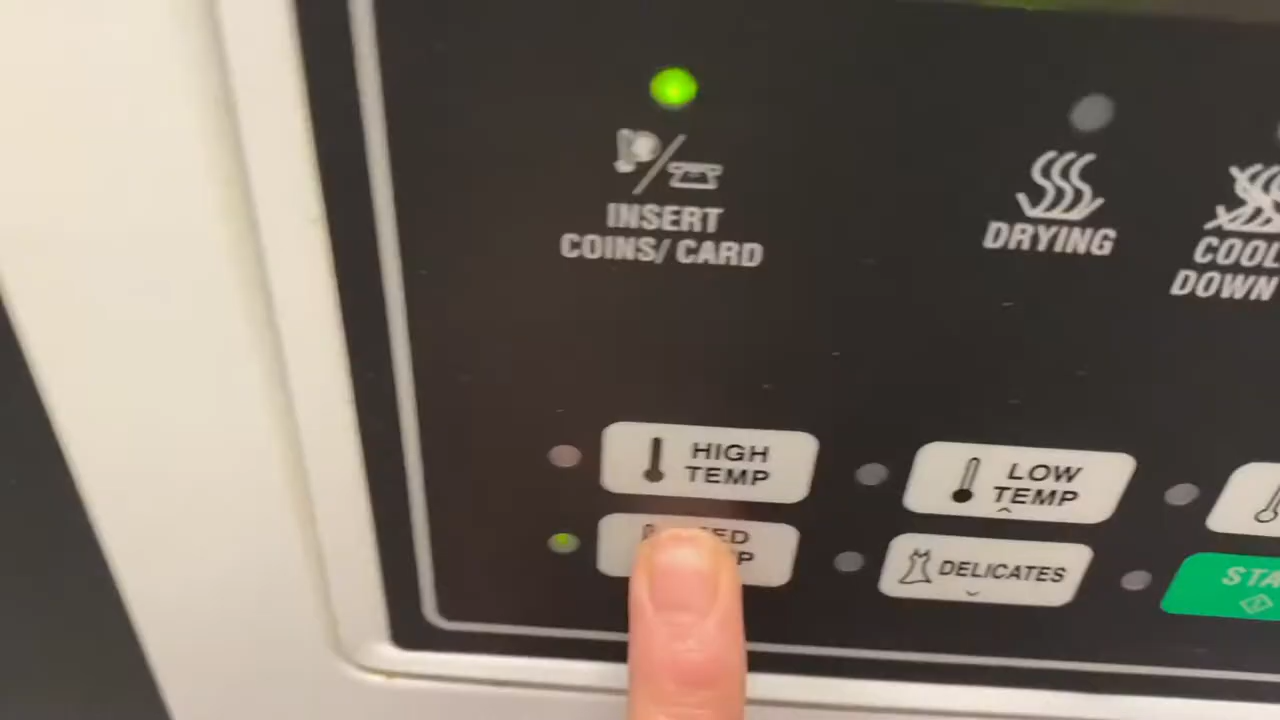 INSERT
COINS/ CARD
DRYING
COOL
DOWN
HIGH
TEMP
LOW
TEMP
DELICATES